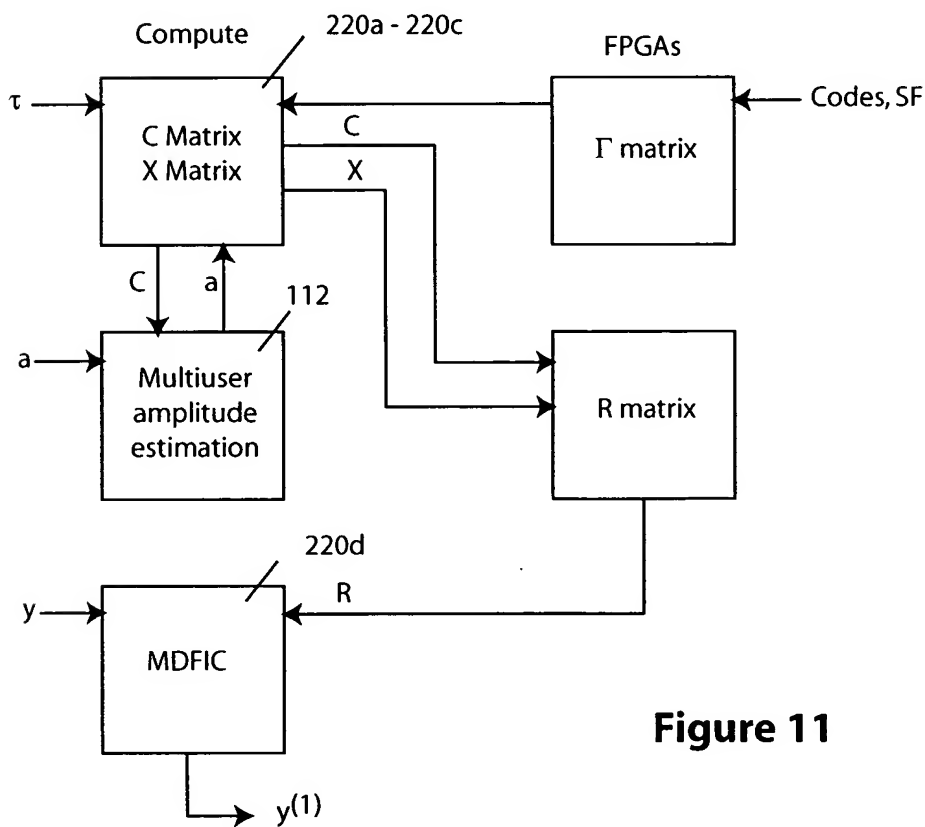 Compute
220a - 220c
FPGAs
τ
C Matrix
X Matrix
C
X
Γ matrix
Codes, SF
C
a
112
a
Multiuser
amplitude
estimation
R matrix
220d
R
y
MDFIC
y(1)
Figure 11